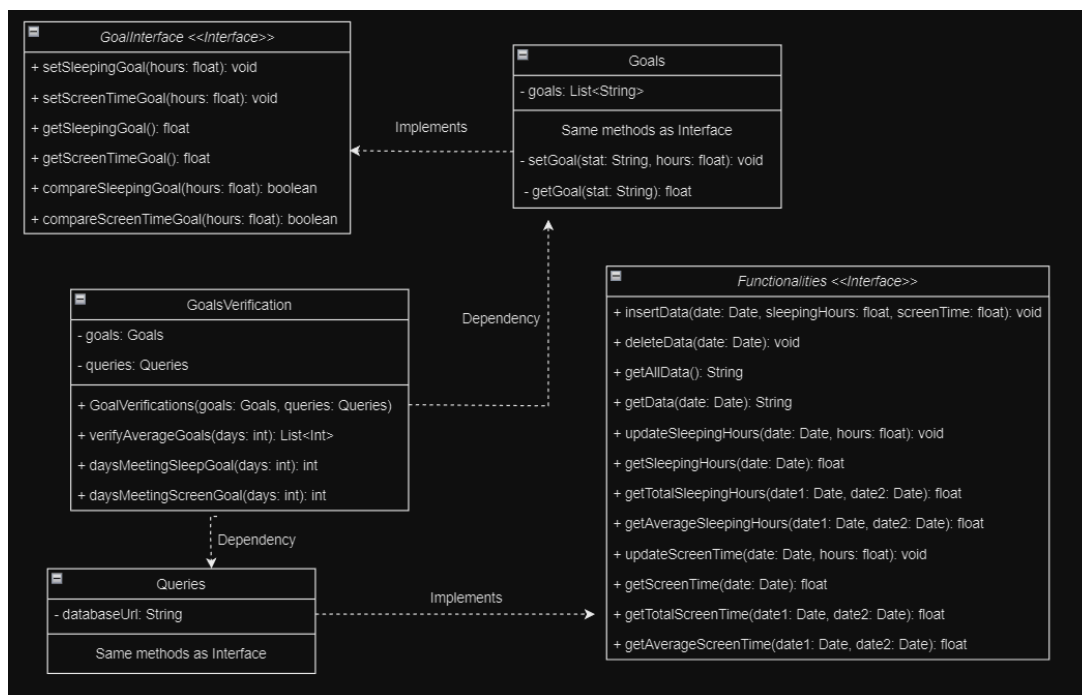 GoalInterface <<Interface>>
+ setSleepingGoal(hours: float): void
+ setScreenTimeGoal(hours: float): void
+ getSleepingGoal(): float
+ getScreenTimeGoal(): float
+ compareSleepingGoal(hours: float): boolean
+ compareScreenTimeGoal(hours: float): boolean
Implements
Goals
- goals: List<String>
Same methods as Interface
- setGoal(stat: String, hours: float): void
- getGoal(stat: String): float
GoalsVerification
- goals: Goals
- queries: Queries
+ GoalVerifications(goals: Goals, queries: Queries)
+ verifyAverageGoals(days: int): List<Int>
+ daysMeetingSleepGoal(days: int): int
+ daysMeetingScreenGoal(days: int): int
Dependency
Functionalities <<Interface>>
+ insertData(date: Date, sleepingHours: float, screenTime: float): void
+ deleteData(date: Date): void
+ getAllData(): String
+ getData(date: Date): String
+ updateSleepingHours(date: Date, hours: float): void
+ getSleepingHours(date: Date): float
+ getTotalSleepingHours(date1: Date, date2: Date): float
+ getAverageSleepingHours(date1: Date, date2: Date): float
+ updateScreenTime(date: Date, hours: float): void
+ getScreenTime(date: Date): float
+ getTotalScreenTime(date1: Date, date2: Date): float
+ getAverageScreenTime(date1: Date, date2: Date): float
Dependency
Queries
- databaseUrl: String
Same methods as Interface
Implements